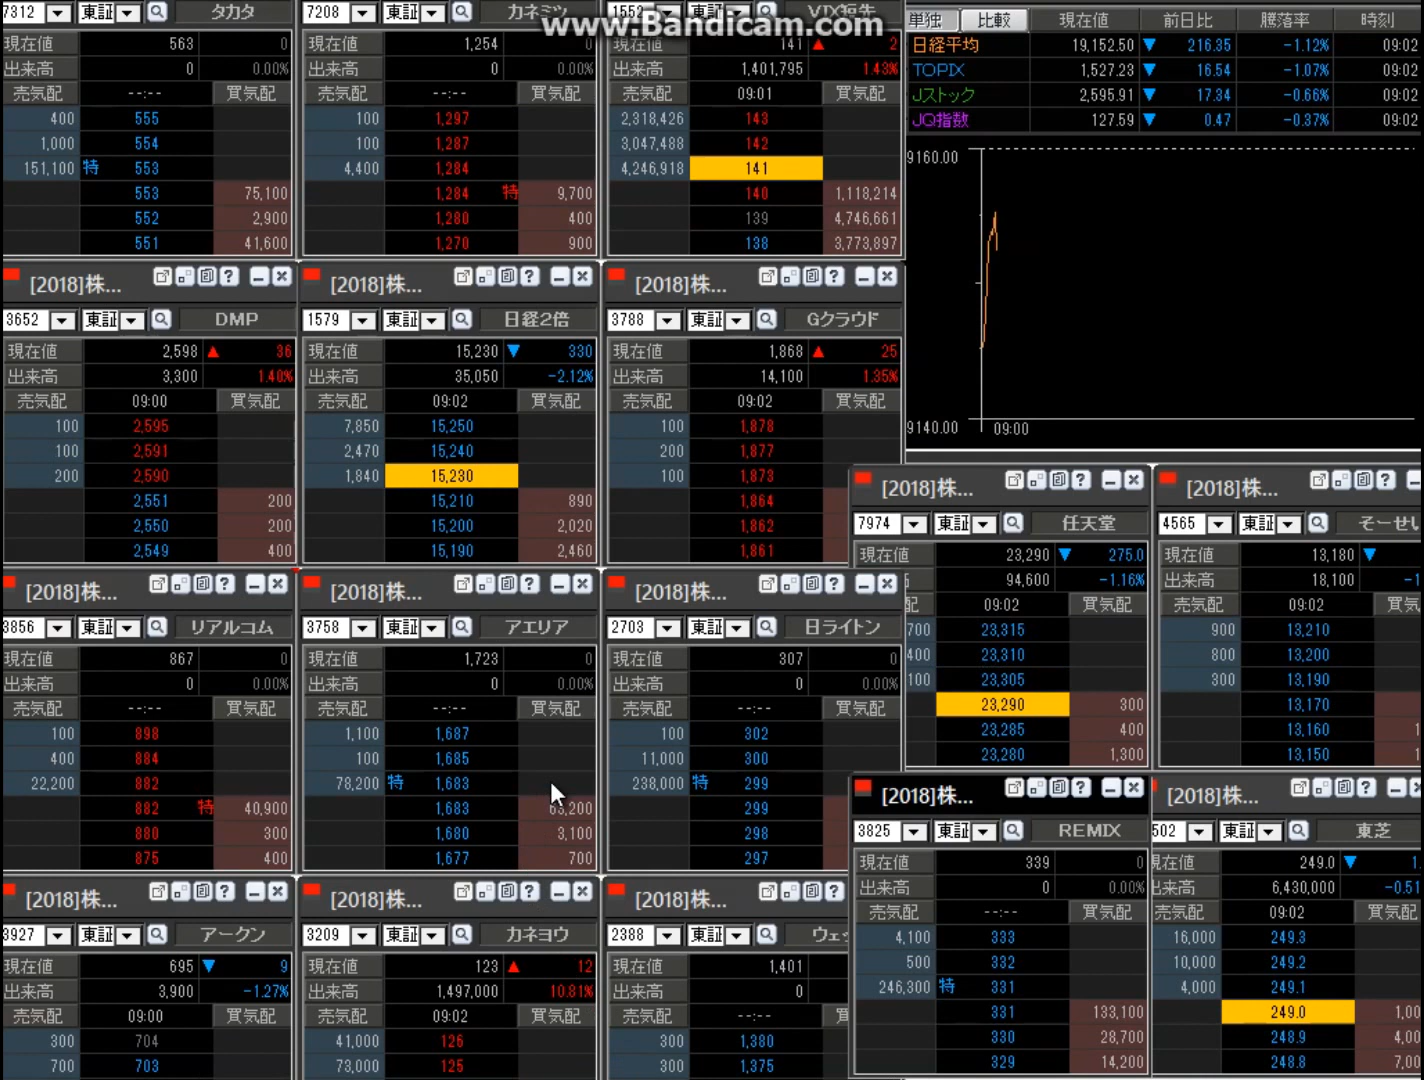 www.Bandicam.com
7312 東証 タカタ
現在値 563 0
出来高 0 0.00%
売気配 --:-- 買気配
400 555
1,000 554
151,100 特 553
553 75,100
552 2,900
551 41,600
7208 東証 カネミツ
現在値 1,254 0
出来高 0 0.00%
売気配 --:-- 買気配
100 1,297
100 1,287
4,400 1,284
1,284 特 9,700
1,280 400
1,270 900
1552 VIX短先
現在値 141 ▲ 2
出来高 1,401,795 1.43%
売気配 09:01 買気配
2,318,426 143
3,047,488 142
4,246,918 141
140 1,118,214
139 4,746,661
138 3,773,897
単独 比較 現在値 前日比 騰落率 時刻
日経平均 19,152.50 ▼ 216.35 -1.12% 09:02
TOPIX 1,527.23 ▼ 16.54 -1.07% 09:02
Jストック 2,595.91 ▼ 17.34 -0.66% 09:02
JQ指数 127.59 ▼ 0.47 -0.37% 09:02
9160.00
9140.00
09:00
[2018]株...
3652 東証 DMP
現在値 2,598 ▲ 36
出来高 3,300 1.40%
売気配 09:00 買気配
100 2,595
100 2,591
200 2,590
2,551 200
2,550 200
2,549 400
[2018]株...
1579 東証 日経2倍
現在値 15,230 ▼ 330
出来高 35,050 -2.12%
売気配 09:02 買気配
7,850 15,250
2,470 15,240
1,840 15,230
15,210 890
15,200 2,020
15,190 2,460
[2018]株...
3788 東証 Gクラウド
現在値 1,868 ▲ 25
出来高 14,100 1.35%
売気配 09:02 買気配
100 1,878
200 1,877
100 1,873
1,864
1,862
1,861
[2018]株...
7974 東証 任天堂
現在値 23,290 ▼ 275.0
94,600 -1.16%
配 09:02 買気配
700 23,315
400 23,310
100 23,305
23,290 300
23,285 400
23,280 1,300
[2018]株...
4565 東証 そーせい
現在値 13,180 ▼
出来高 18,100 -1
売気配 09:02 買気
900 13,210
800 13,200
300 13,190
13,170
13,160
13,150
[2018]株...
3856 東証 リアルコム
現在値 867 0
出来高 0 0.00%
売気配 --:-- 買気配
100 898
400 884
22,200 882
882 特 40,900
880 300
875 400
[2018]株...
3758 東証 アエリア
現在値 1,723 0
出来高 0 0.00%
売気配 --:-- 買気配
1,100 1,687
100 1,685
78,200 特 1,683
1,683
1,680 3,100
1,677 700
[2018]株...
2703 東証 日ライトン
現在値 307 0
出来高 0 0.00%
売気配 --:-- 買気配
100 302
11,000 300
238,000 特 299
299
298
297
[2018]株...
3825 東証 REMIX
現在値 339 0
出来高 0 0.00%
売気配 --:-- 買気配
4,100 333
500 332
246,300 特 331
331 133,100
330 28,700
329 14,200
[2018]株...
502 東証 東芝
現在値 249.0 ▼ 1.
出来高 6,430,000 -0.51
売気配 09:02 買気配
16,000 249.3
10,000 249.2
4,000 249.1
249.0 1,00
248.9 4,00
248.8 7,00
[2018]株...
3927 東証 アークン
現在値 695 ▼ 9
出来高 3,900 -1.27%
売気配 09:00 買気配
300 704
700 703
[2018]株...
3209 東証 カネヨウ
現在値 123 ▲ 12
出来高 1,497,000 10.81%
売気配 09:02 買気配
41,000 126
73,000 125
[2018]株...
2388 東証 ウェッ
現在値 1,401
出来高 0
売気配 --:--
300 1,380
300 1,375